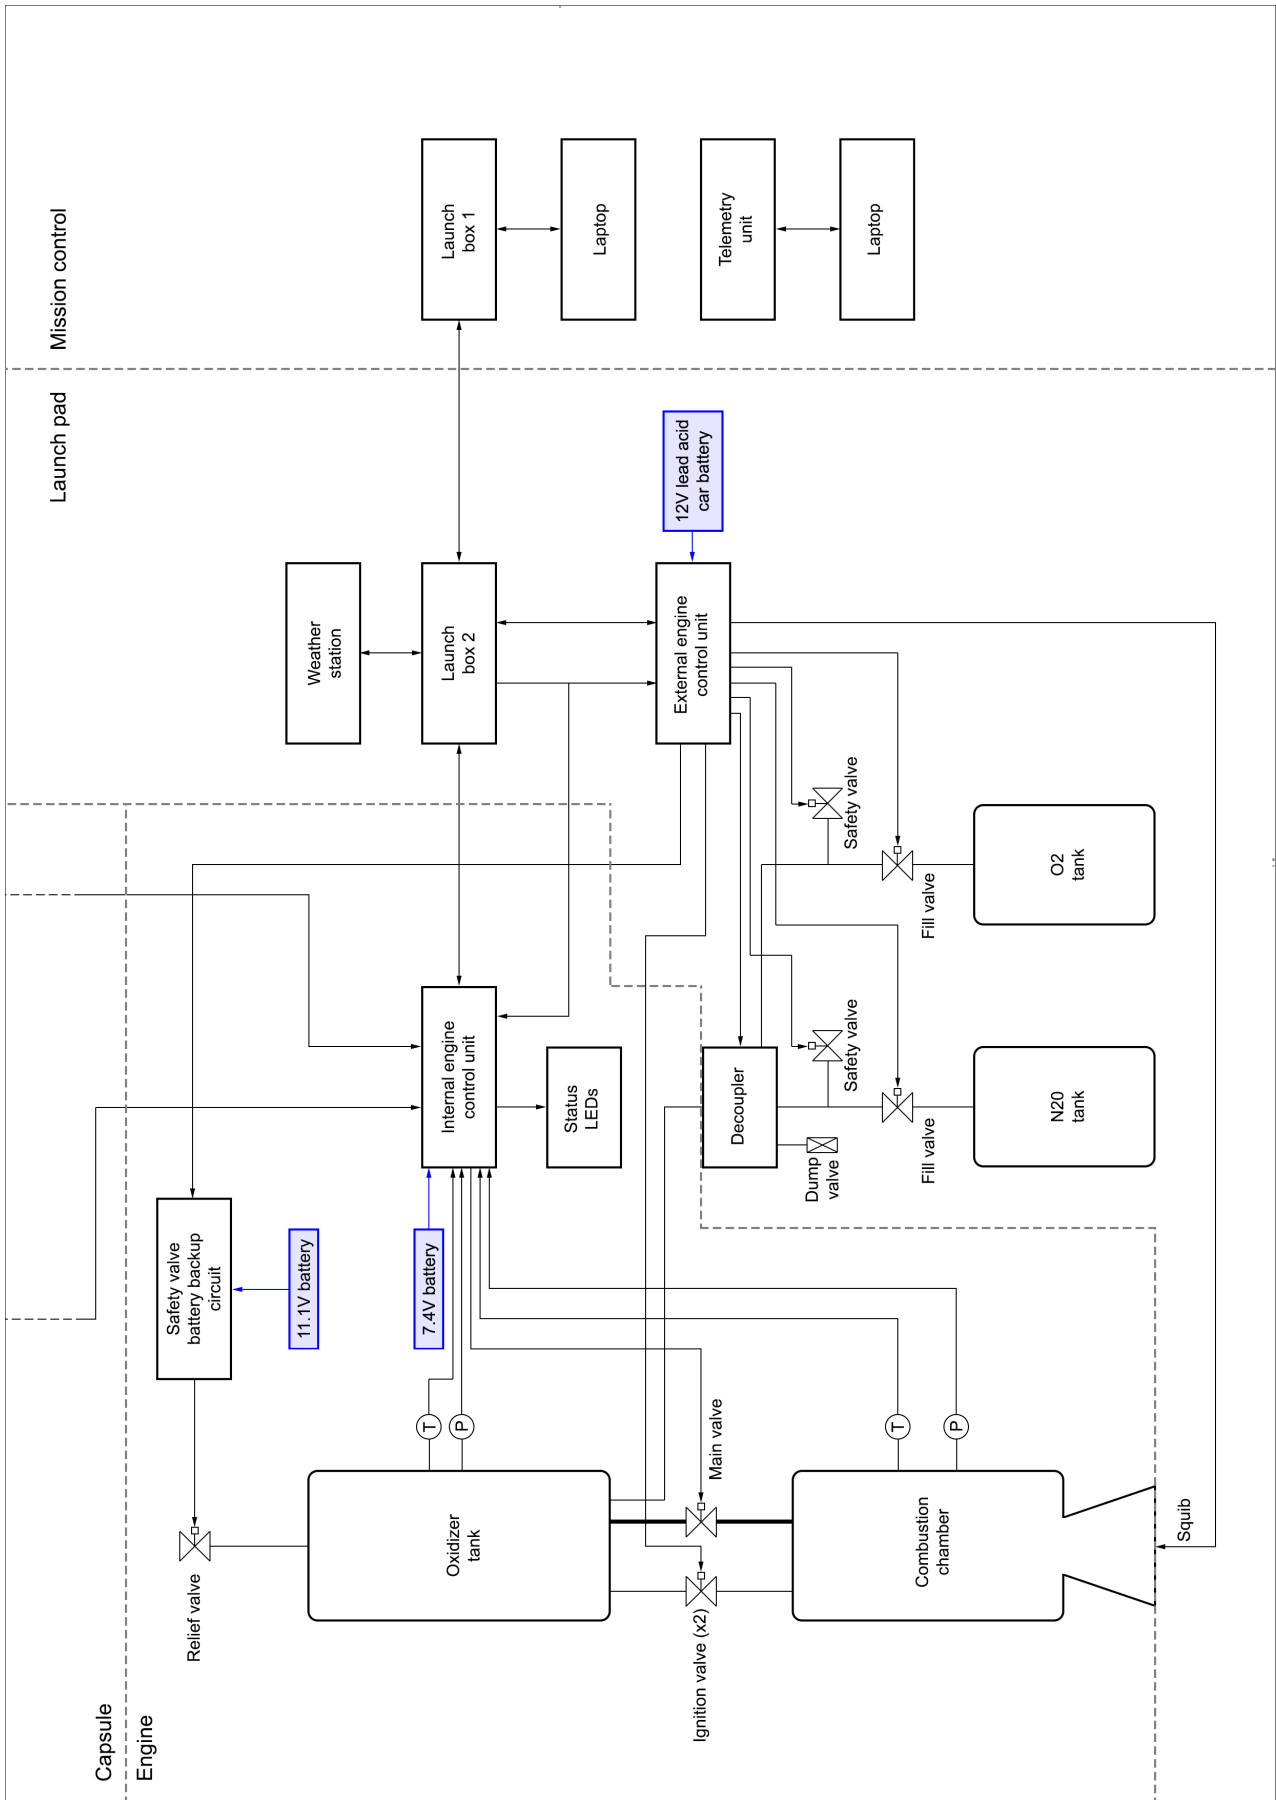 Capsule
Engine
Launch pad
Mission control
Relief valve
Safety valve
battery backup
circuit
11.1V battery
7.4V battery
Oxidizer
tank
T
P
Internal engine
control unit
Status
LEDs
Weather
station
Launch
box 2
Launch
box 1
Laptop
Telemetry
unit
Laptop
12V lead acid
car battery
External engine
control unit
Ignition valve (x2)
Main valve
Decoupler
Dump
valve
Safety valve
Safety valve
Fill valve
Fill valve
T
P
Combustion
chamber
N20
tank
O2
tank
Squib